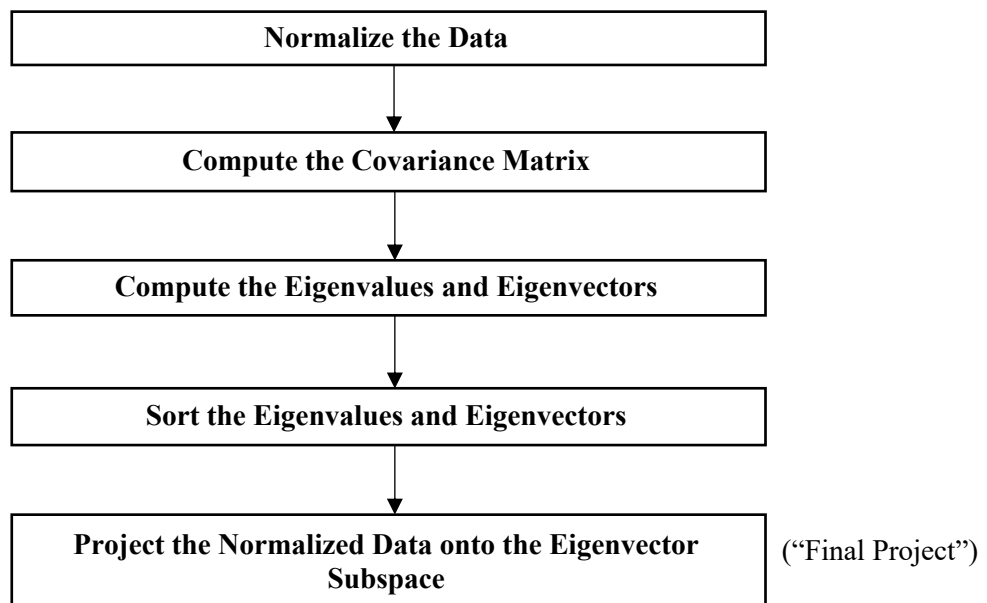 Normalize the Data
Compute the Covariance Matrix
Compute the Eigenvalues and Eigenvectors
Sort the Eigenvalues and Eigenvectors
Project the Normalized Data onto the Eigenvector
Subspace
(“Final Project”)